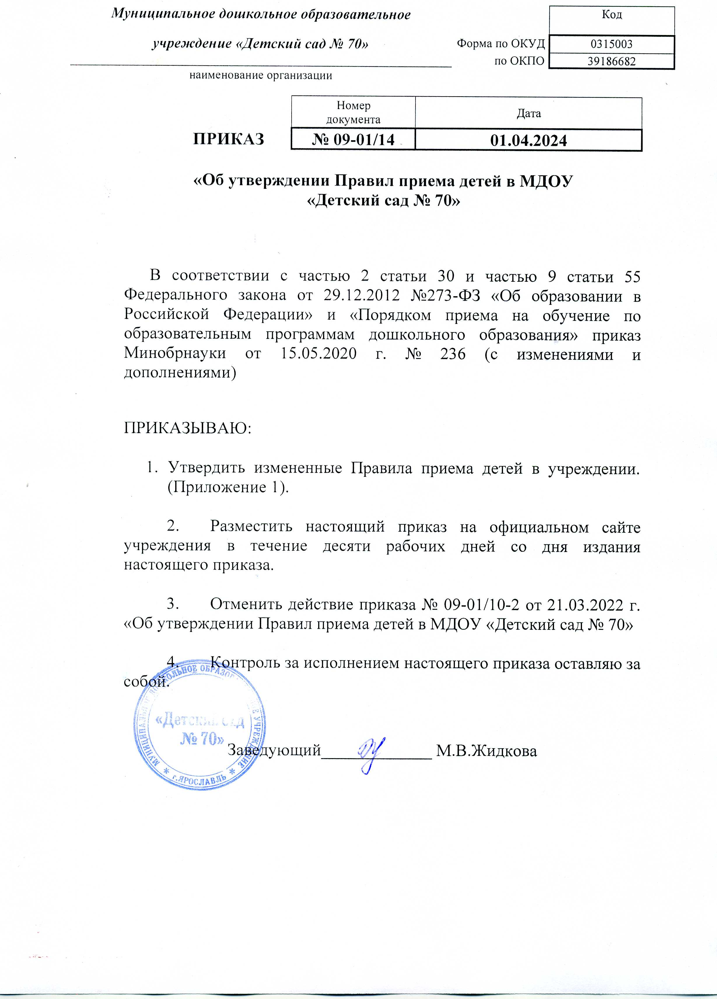 Муниципальное дошкольное образовательное
учреждение «Детский сад № 70»
наименование организации
Код
Форма по ОКУД 0315003
по ОКПО 39186682
Номер
документа
Дата
ПРИКАЗ № 09-01/14 01.04.2024
«Об утверждении Правил приема детей в МДОУ
«Детский сад № 70»
В соответствии с частью 2 статьи 30 и частью 9 статьи 55
Федерального закона от 29.12.2012 №273-ФЗ «Об образовании в
Российской Федерации» и «Порядком приема на обучение по
образовательным программам дошкольного образования» приказ
Минобрнауки от 15.05.2020 г. № 236 (с изменениями и
дополнениями)
ПРИКАЗЫВАЮ:
1. Утвердить измененные Правила приема детей в учреждении.
(Приложение 1).
2. Разместить настоящий приказ на официальном сайте
учреждения в течение десяти рабочих дней со дня издания
настоящего приказа.
3. Отменить действие приказа № 09-01/10-2 от 21.03.2022 г.
«Об утверждении Правил приема детей в МДОУ «Детский сад № 70»
4. Контроль за исполнением настоящего приказа оставляю за
собой.
МУНИЦИПАЛЬНОЕ ДОШКОЛЬНОЕ УЧРЕЖДЕНИЕ
«Детский сад
№ 70»
* г.ЯРОСЛАВЛЬ *
Заведующий____________ М.В.Жидкова